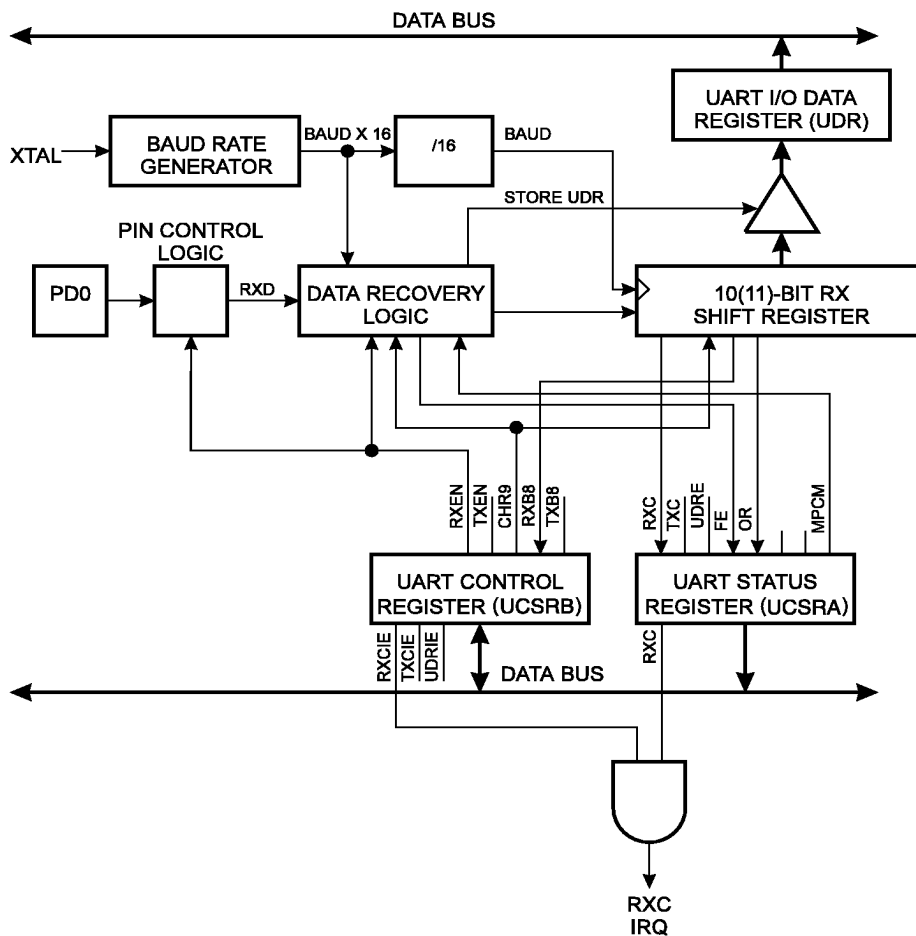 DATA BUS
UART I/O DATA
REGISTER (UDR)
XTAL
BAUD RATE
GENERATOR
BAUD X 16
/16
BAUD
STORE UDR
PIN CONTROL
LOGIC
PD0
RXD
DATA RECOVERY
LOGIC
10(11)-BIT RX
SHIFT REGISTER
RXEN
TXEN
CHR9
RXB8
TXB8
RXC
TXC
UDRE
FE
OR
MPCM
UART CONTROL
REGISTER (UCSRB)
UART STATUS
REGISTER (UCSRA)
RXCIE
TXCIE
UDRIE
RXC
DATA BUS
RXC
IRQ